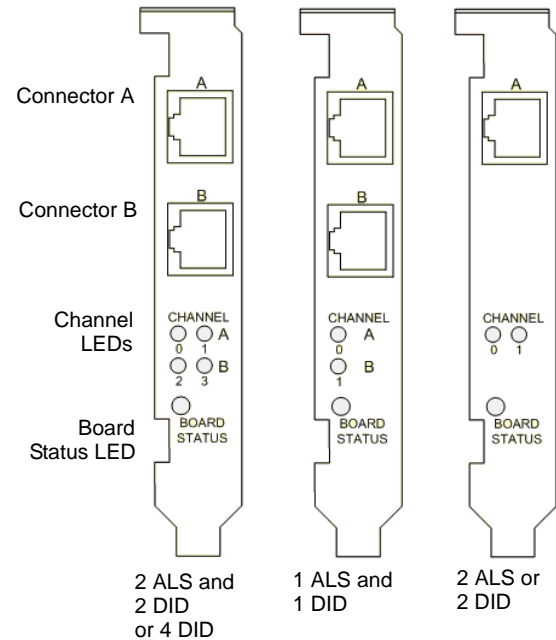 A
A
A
Connector A
B
B
Connector B
CHANNEL
CHANNEL
CHANNEL
Channel
LEDs
A
0 1
B
2 3
A
0
B
1
0 1
Board
Status LED
BOARD
STATUS
BOARD
STATUS
BOARD
STATUS
2 ALS and
2 DID
or 4 DID
1 ALS and
1 DID
2 ALS or
2 DID